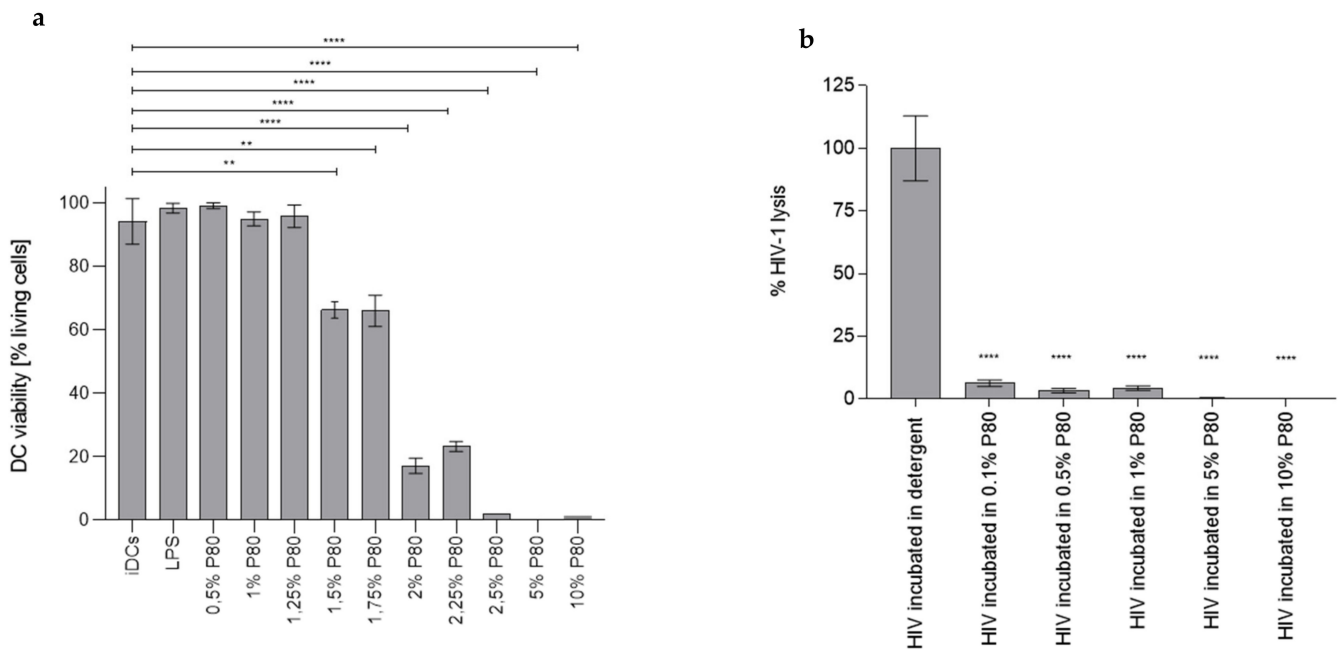 a
****
****
****
****
****
**
**
DC viability [% living cells]
100
80
60
40
20
0
iDCs
LPS
0,5% P80
1% P80
1,25% P80
1,5% P80
1,75% P80
2% P80
2,25% P80
2,5% P80
5% P80
10% P80
b
% HIV-1 lysis
125
100
75
50
25
0
**** **** **** **** ****
HIV incubated in detergent
HIV incubated in 0.1% P80
HIV incubated in 0.5% P80
HIV incubated in 1% P80
HIV incubated in 5% P80
HIV incubated in 10% P80